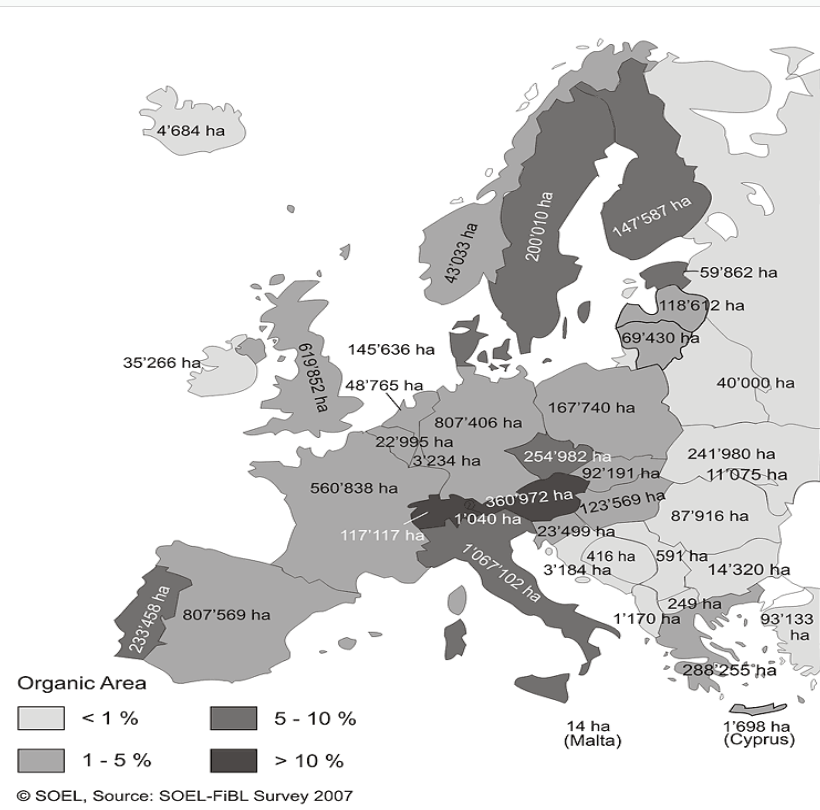 4'684 ha
43'033 ha
200'010 ha
147'587 ha
59'862 ha
118'612 ha
69'430 ha
35'266 ha
619'852 ha
145'636 ha
48'765 ha
40'000 ha
807'406 ha
167'740 ha
22'995 ha
3'234 ha
254'982 ha
241'980 ha
92'191 ha
11'075 ha
560'838 ha
360'972 ha
123'569 ha
117'117 ha
1'040 ha
87'916 ha
23'499 ha
416 ha
591 ha
3'184 ha
14'320 ha
1'067'102 ha
233'458 ha
807'569 ha
249 ha
1'170 ha
93'133
ha
288'255 ha
14 ha
(Malta)
1'698 ha
(Cyprus)
Organic Area
< 1 %
5 - 10 %
1 - 5 %
> 10 %
© SOEL, Source: SOEL-FiBL Survey 2007